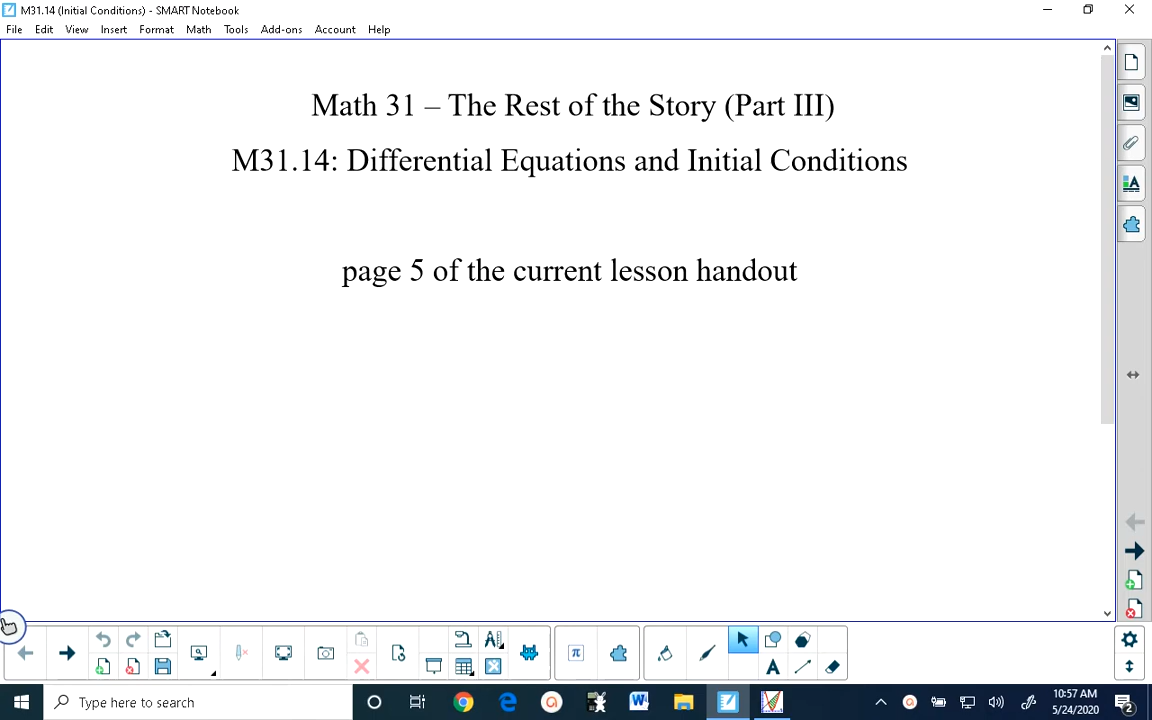 M31.14 (Initial Conditions) - SMART Notebook
File Edit View Insert Format Math Tools Add-ons Account Help
Math 31 – The Rest of the Story (Part III)
M31.14: Differential Equations and Initial Conditions
page 5 of the current lesson handout
Type here to search
10:57 AM
5/24/2020
2